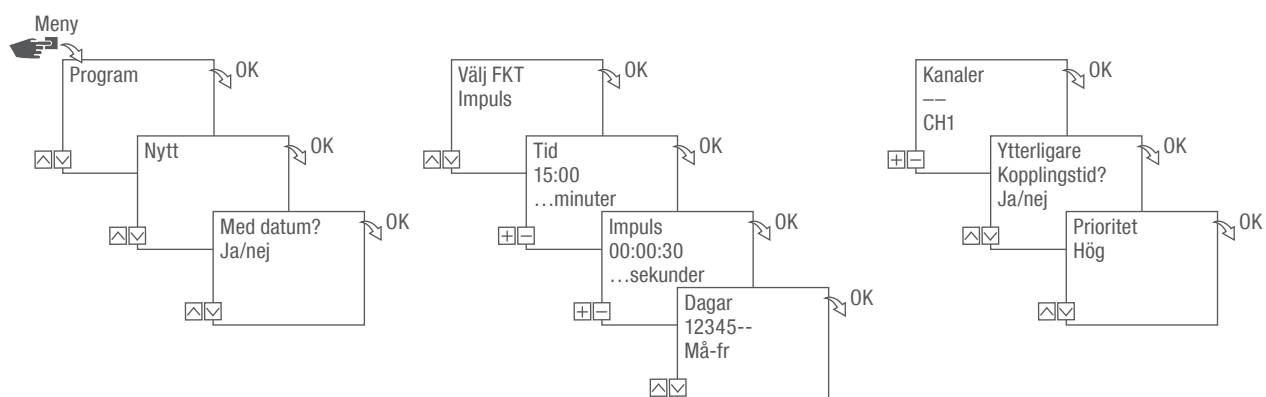 Meny
Program
OK
Nytt
OK
Med datum?
Ja/nej
OK
Välj FKT
Impuls
OK
Tid
15:00
...minuter
OK
Impuls
00:00:30
...sekunder
OK
Dagar
12345--
Må-fr
OK
Kanaler
––
CH1
OK
Ytterligare
Kopplingstid?
Ja/nej
OK
Prioritet
Hög
OK